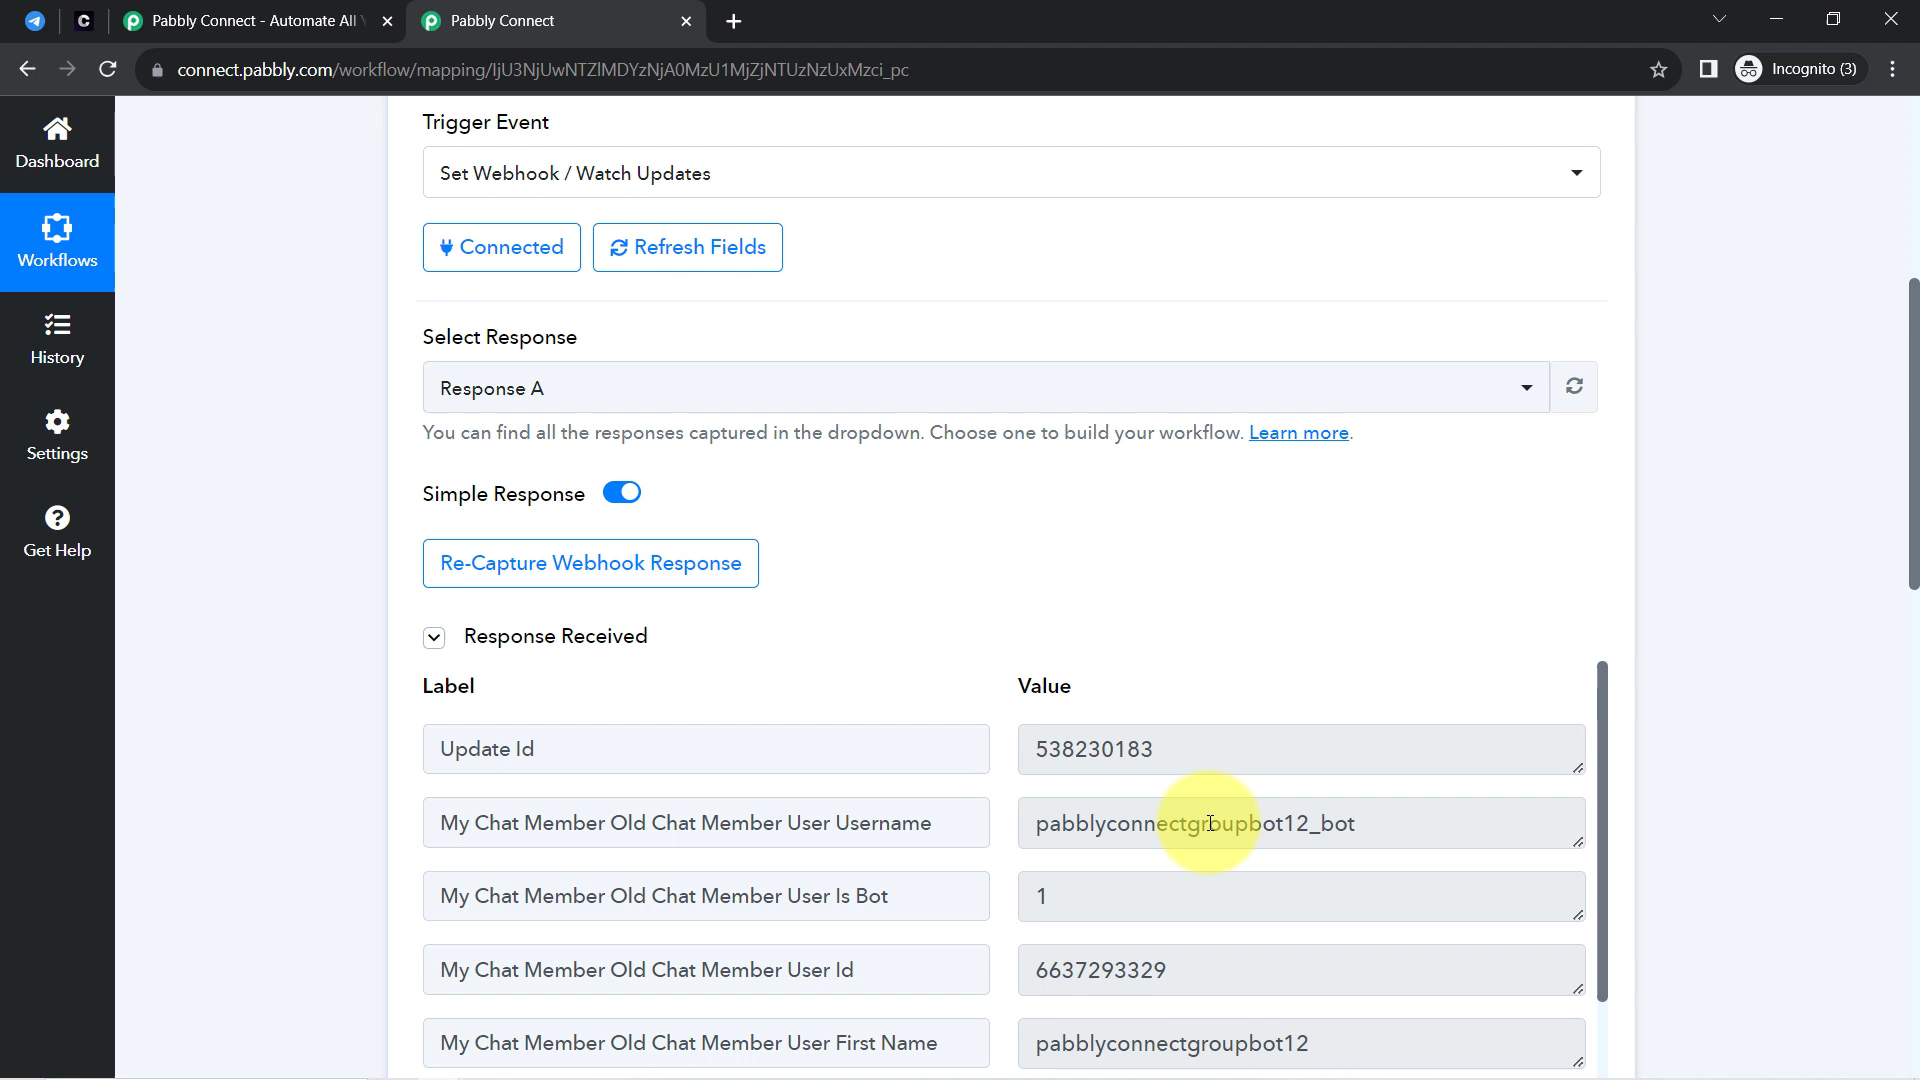 Pabbly Connect - Automate All
Pabbly Connect
connect.pabbly.com/workflow/mapping/IjU3NjUwNTZlMDYzNjA0MzU1MjZjNTUzNzUxMzci_pc
Incognito (3)
Dashboard
Workflows
History
Settings
Get Help
Trigger Event
Set Webhook / Watch Updates
Connected
Refresh Fields
Select Response
Response A
You can find all the responses captured in the dropdown. Choose one to build your workflow. Learn more.
Simple Response
Re-Capture Webhook Response
Response Received
Label Value
Update Id 538230183
My Chat Member Old Chat Member User Username pabblyconnectgroupbot12_bot
My Chat Member Old Chat Member User Is Bot 1
My Chat Member Old Chat Member User Id 6637293329
My Chat Member Old Chat Member User First Name pabblyconnectgroupbot12